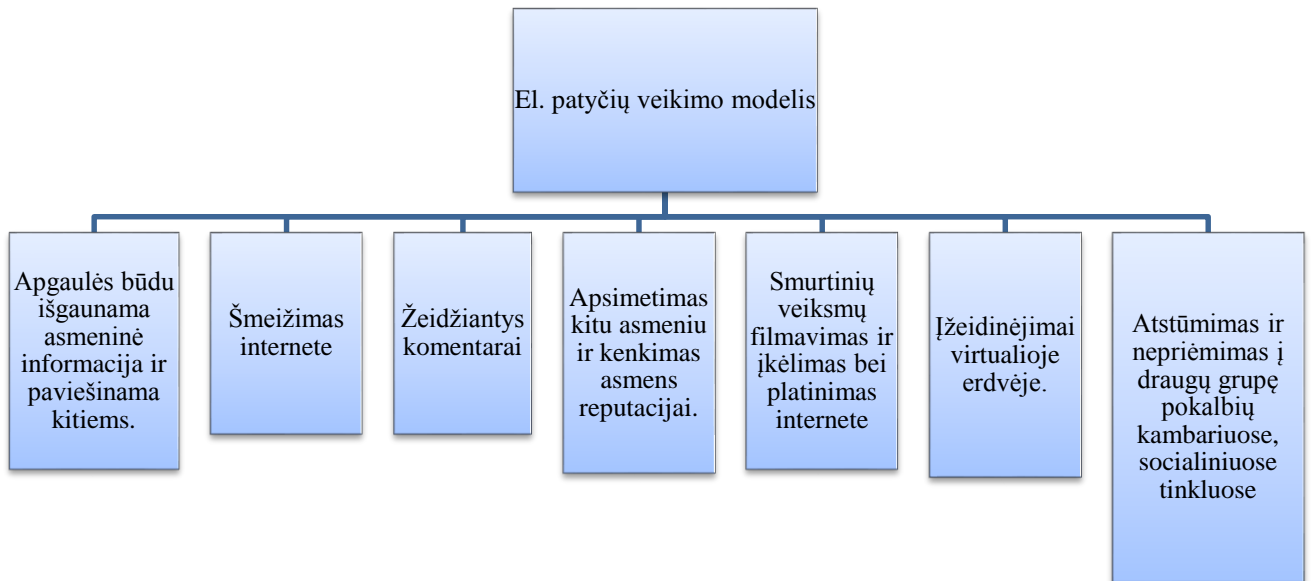 El. patyčių veikimo modelis
Apgaulės būdu
išgaunama
asmeninė
informacija ir
paviešinama
kitiems.
Šmeižimas
internete
Žeidžiantys
komentarai
Apsimetimas
kitu asmeniu
ir kenkimas
asmens
reputacijai.
Smurtinių
veiksmų
filmavimas ir
įkėlimas bei
platinimas
internete
Įžeidinėjimai
virtualioje
erdvėje.
Atstūmimas ir
nepriėmimas į
draugų grupę
pokalbių
kambariuose,
socialiniuose
tinkluose